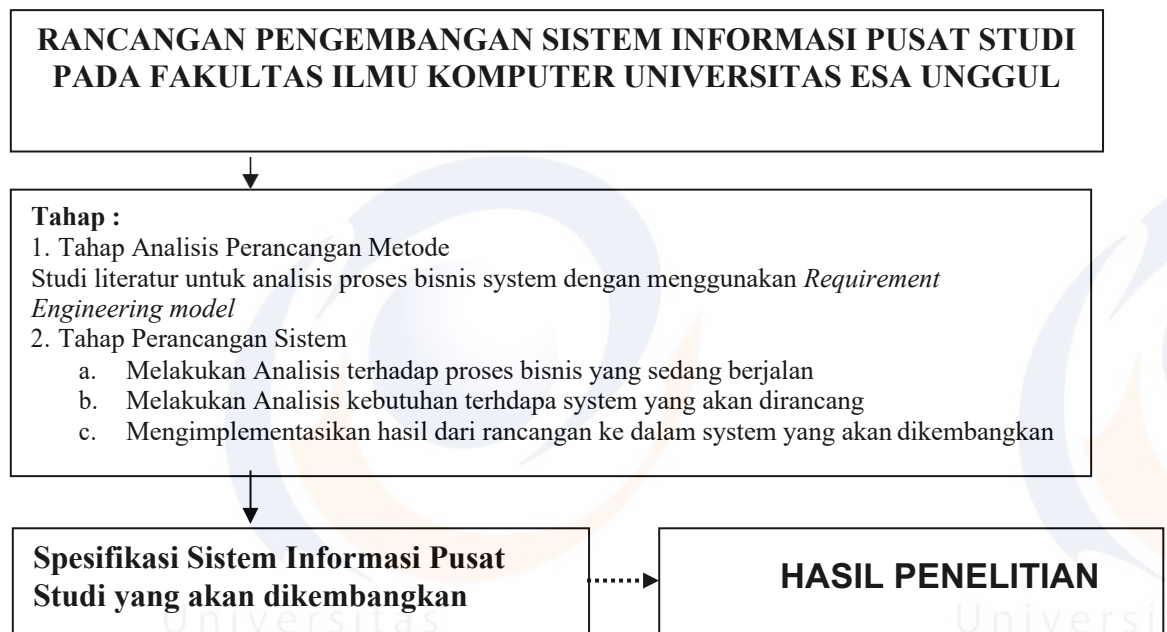 RANCANGAN PENGEMBANGAN SISTEM INFORMASI PUSAT STUDI
PADA FAKULTAS ILMU KOMPUTER UNIVERSITAS ESA UNGGUL
Tahap :
1. Tahap Analisis Perancangan Metode
Studi literatur untuk analisis proses bisnis system dengan menggunakan Requirement
Engineering model
2. Tahap Perancangan Sistem
a. Melakukan Analisis terhadap proses bisnis yang sedang berjalan
b. Melakukan Analisis kebutuhan terhdapa system yang akan dirancang
c. Mengimplementasikan hasil dari rancangan ke dalam system yang akan dikembangkan
Spesifikasi Sistem Informasi Pusat
Studi yang akan dikembangkan
HASIL PENELITIAN
Universitas
Universi